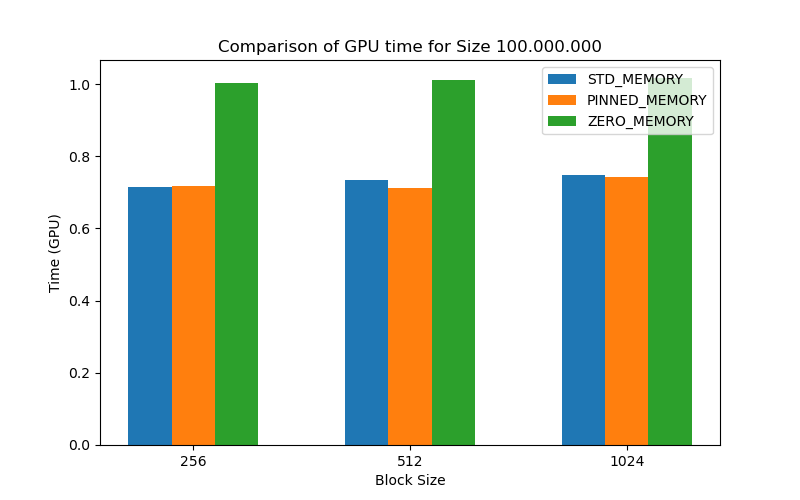 Comparison of GPU time for Size 100.000.000
STD_MEMORY
PINNED_MEMORY
ZERO_MEMORY
1.0
0.8
0.6
0.4
0.2
0.0
Time (GPU)
256
512
1024
Block Size